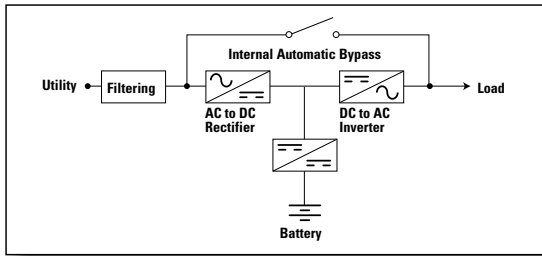 Internal Automatic Bypass
Utility
Filtering
Load
AC to DC
Rectifier
DC to AC
Inverter
Battery